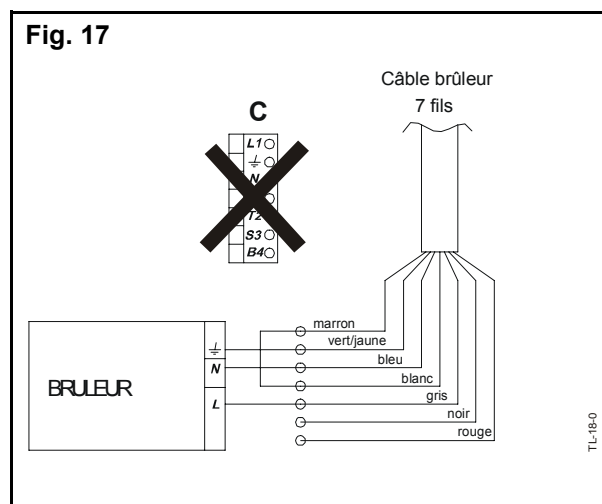 Fig. 17
Câble brûleur
7 fils
C
L1
N
T2
S3
B4
marron
vert/jaune
bleu
N
blanc
BRULEUR
L
gris
noir
rouge
TL-18-0